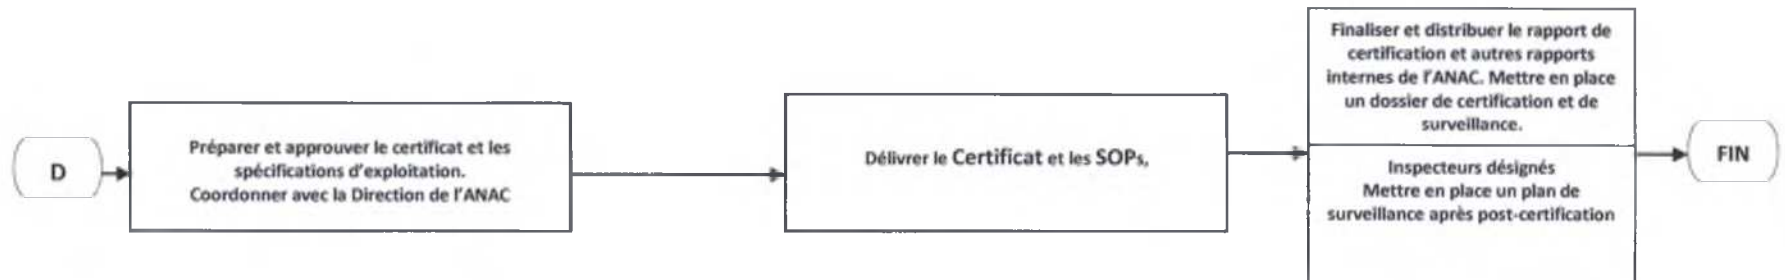 D
Préparer et approuver le certificat et les
spécifications d'exploitation.
Coordonner avec la Direction de l'ANAC
Délivrer le Certificat et les SOPs,
Finaliser et distribuer le rapport de
certification et autres rapports
internes de l'ANAC. Mettre en place
un dossier de certification et de
surveillance.
Inspecteurs désignés
Mettre en place un plan de
surveillance après post-certification
FIN